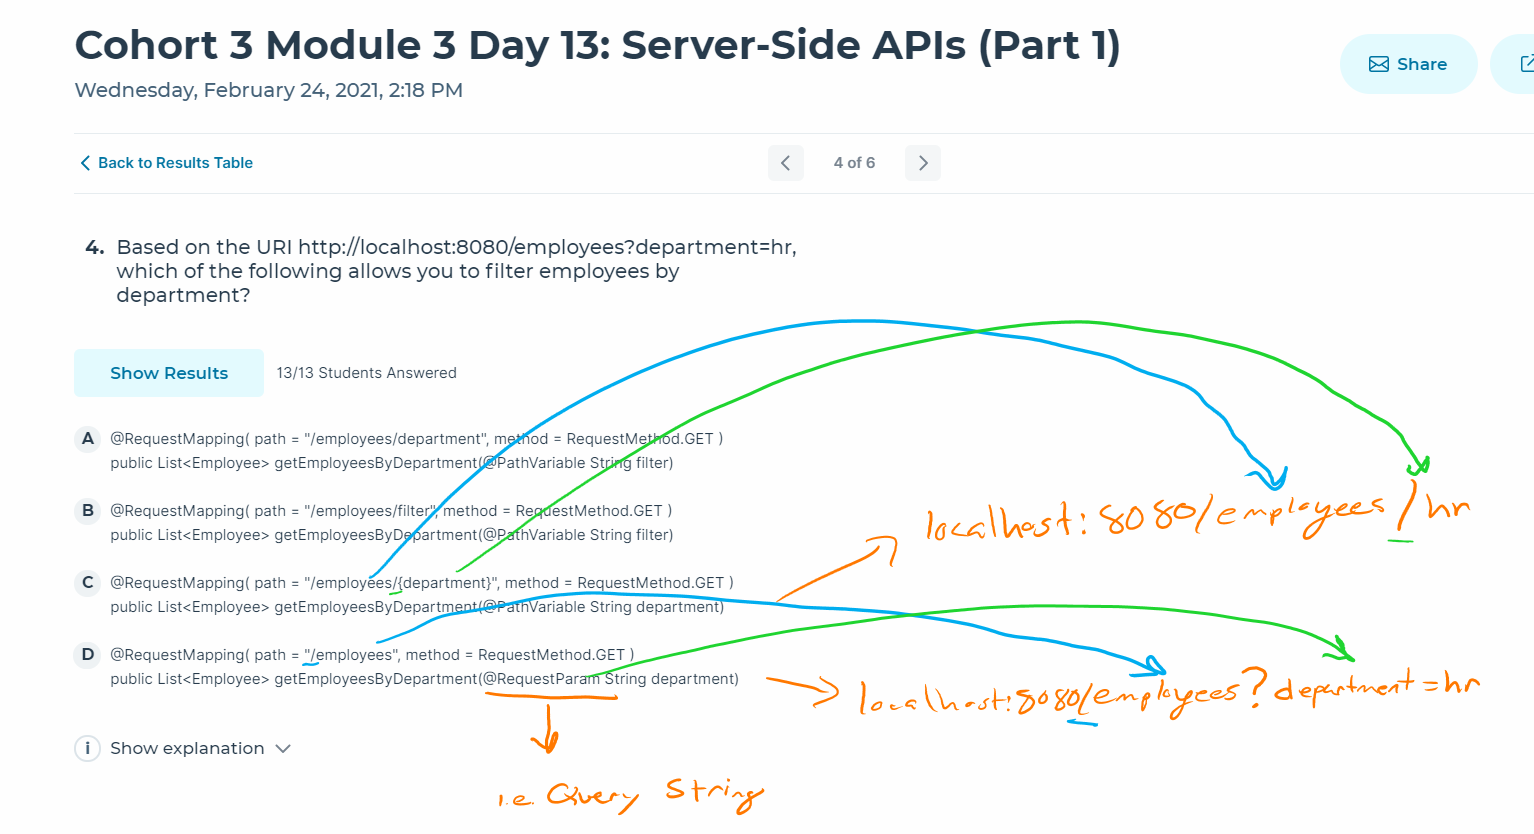 Cohort 3 Module 3 Day 13: Server-Side APIs (Part 1)
Share
Wednesday, February 24, 2021, 2:18 PM
Back to Results Table
4 of 6
4. Based on the URI http://localhost:8080/employees?department=hr,
which of the following allows you to filter employees by
department?
Show Results
13/13 Students Answered
A @RequestMapping( path = "/employees/department", method = RequestMethod.GET )
public List<Employee> getEmployeesByDepartment(@PathVariable String filter)
B @RequestMapping( path = "/employees/filter", method = RequestMethod.GET )
public List<Employee> getEmployeesByDepartment(@PathVariable String filter)
localhost: 8080/employees/hr
C @RequestMapping( path = "/employees/{department}", method = RequestMethod.GET )
public List<Employee> getEmployeesByDepartment(@PathVariable String department)
D @RequestMapping( path = "/employees", method = RequestMethod.GET )
public List<Employee> getEmployeesByDepartment(@RequestParam String department)
localhost:8080/employees?department=hr
i Show explanation
i.e. Query String